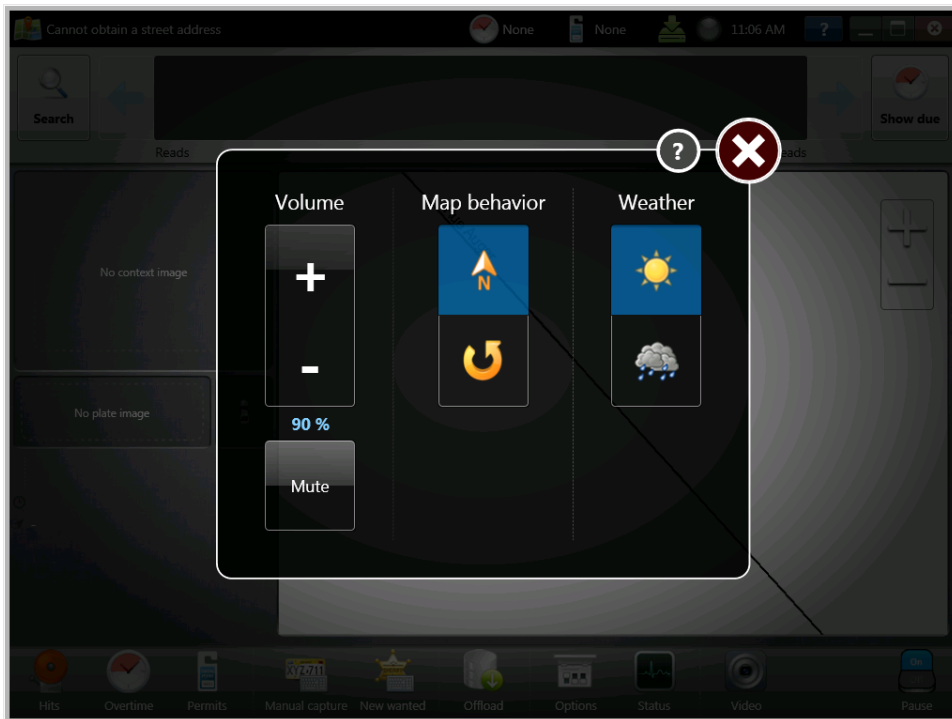 Cannot obtain a street address
None
None
11:06 AM
?
Search
Show due
Reads
?
Volume
Map behavior
Weather
+
N
-
90 %
Mute
No context image
No plate image
XYZ-711
On
Hits
Overtime
Permits
Manual capture
New wanted
Offload
Options
Status
Video
Pause